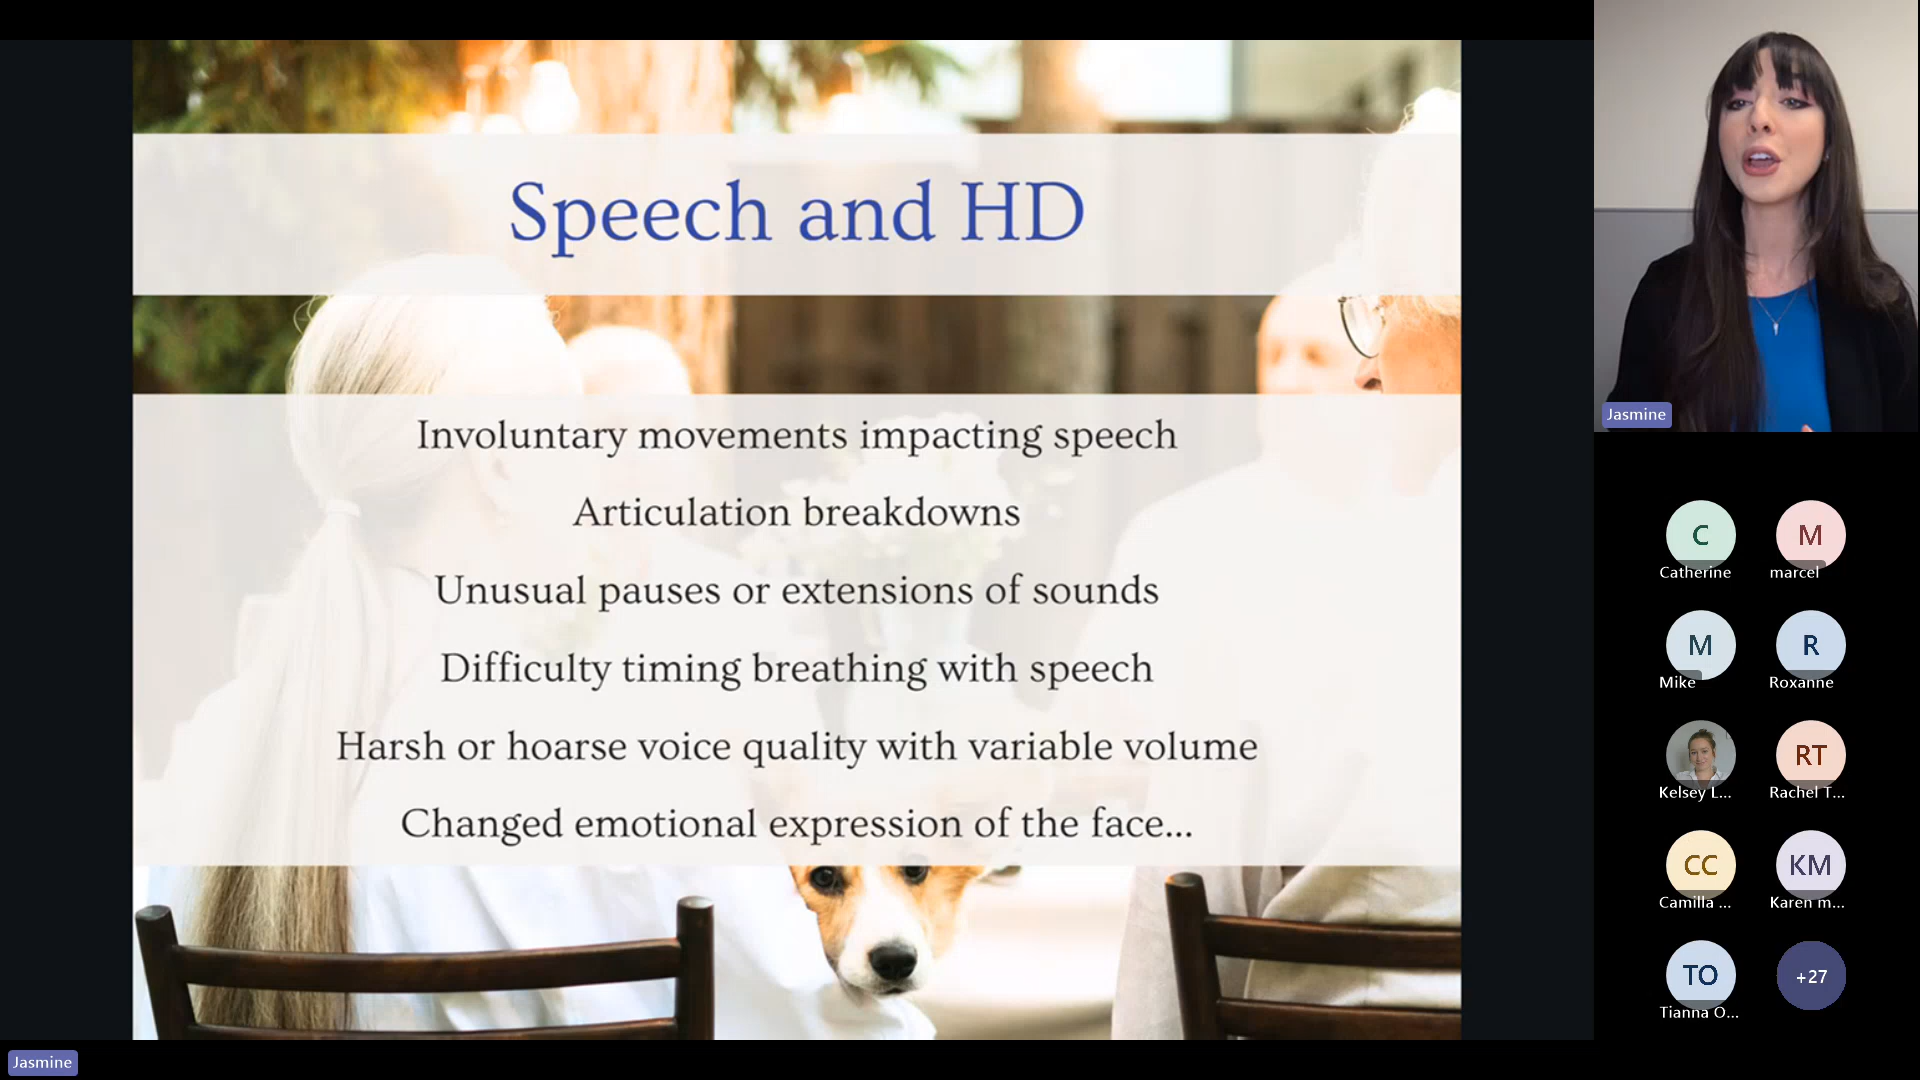 Speech and HD
Involuntary movements impacting speech
Articulation breakdowns
Unusual pauses or extensions of sounds
Difficulty timing breathing with speech
Harsh or hoarse voice quality with variable volume
Changed emotional expression of the face...
Jasmine
C
Catherine
M
marcel
M
Mike
R
Roxanne
Kelsey L...
RT
Rachel T...
CC
Camilla ...
KM
Karen m...
TO
Tianna O...
+27
Jasmine